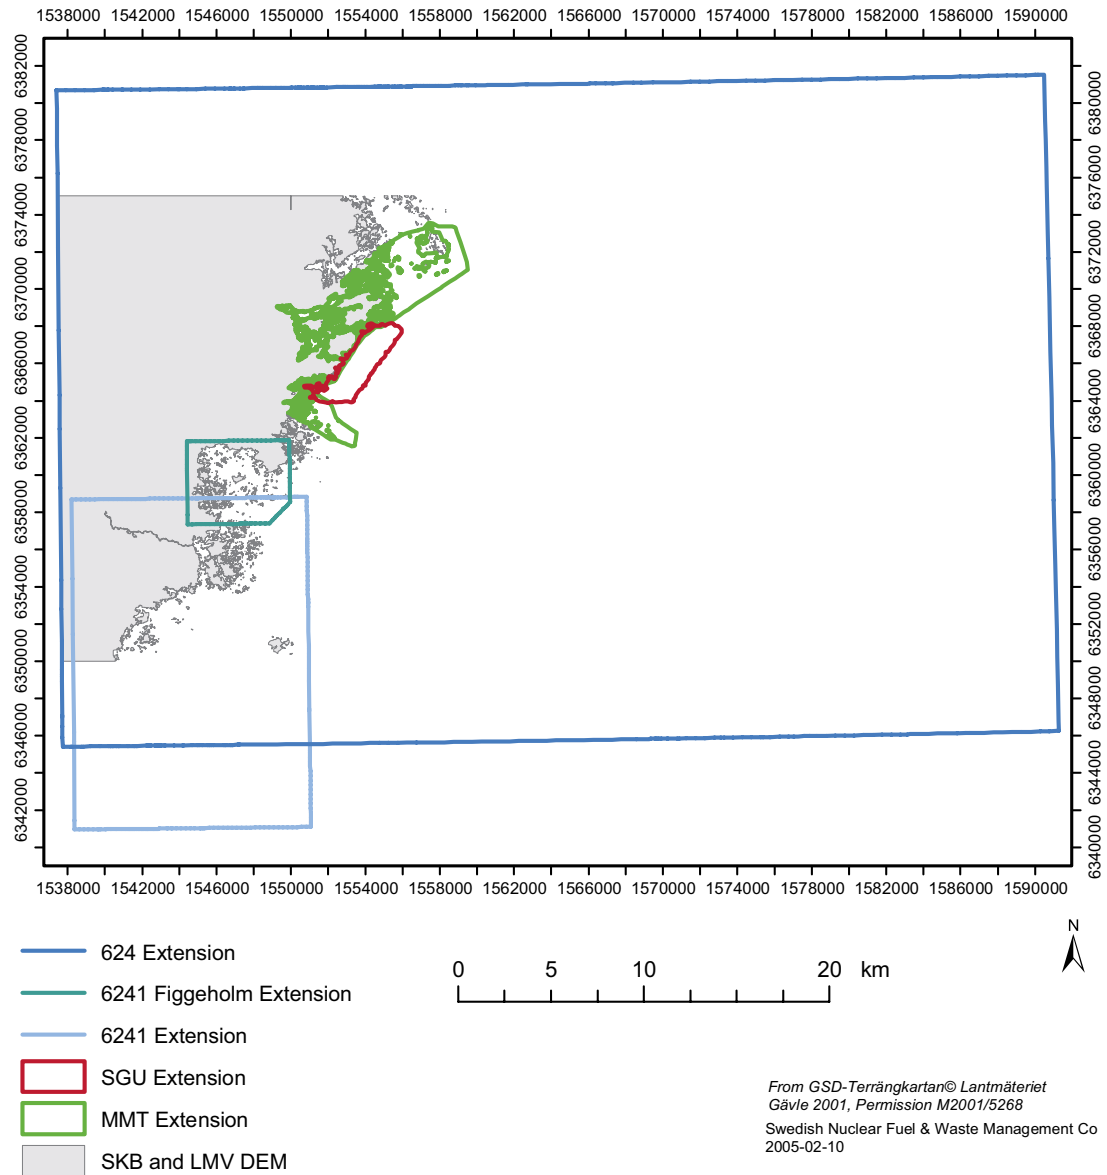 1538000 1542000 1546000 1550000 1554000 1558000 1562000 1566000 1570000 1574000 1578000 1582000 1586000 1590000
6382000
6378000
6374000
6370000
6366000
6362000
6358000
6354000
6350000
6346000
6342000
6380000
6376000
6372000
6368000
6364000
6360000
6356000
6352000
6348000
6344000
6340000
1538000 1542000 1546000 1550000 1554000 1558000 1562000 1566000 1570000 1574000 1578000 1582000 1586000 1590000
N
624 Extension
6241 Figgeholm Extension
6241 Extension
SGU Extension
MMT Extension
SKB and LMV DEM
0 5 10 20 km
From GSD-Terrängkartan© Lantmäteriet
Gävle 2001, Permission M2001/5268
Swedish Nuclear Fuel & Waste Management Co
2005-02-10